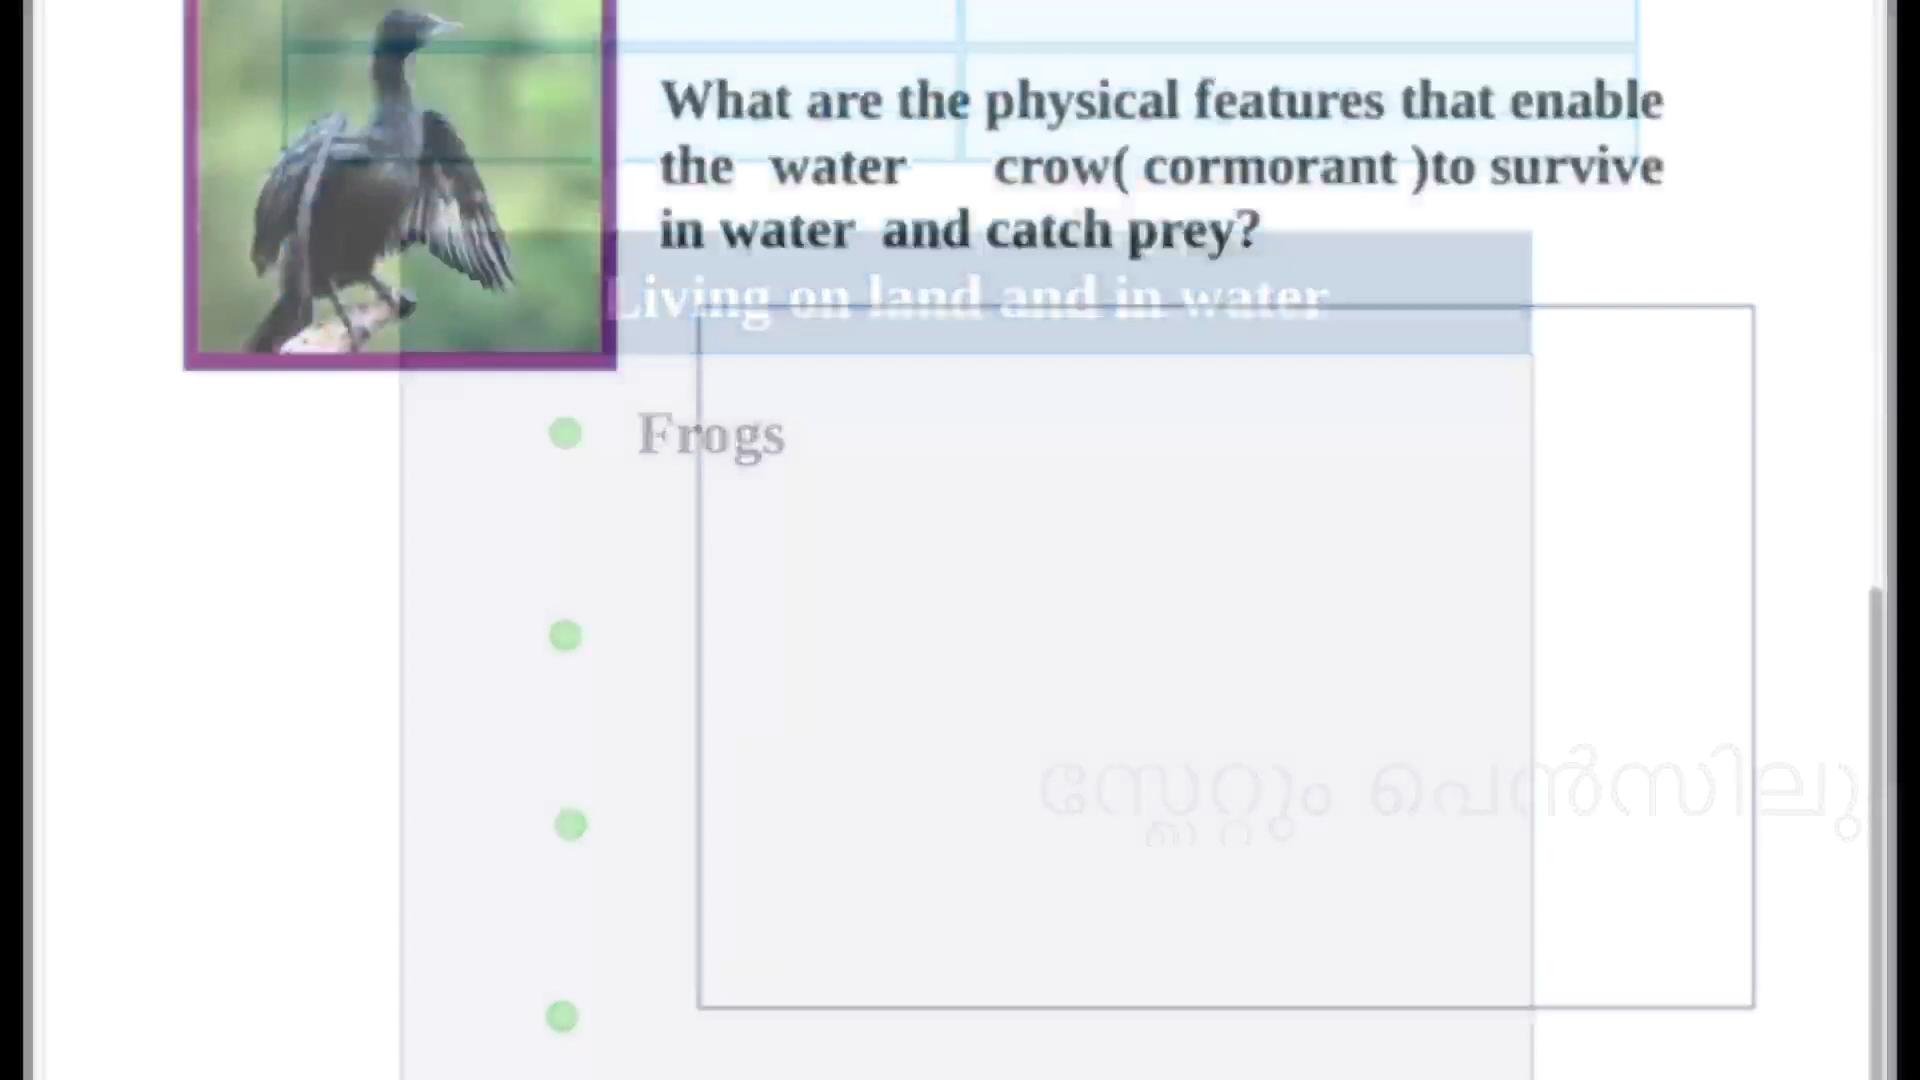 What are the physical features that enable
the water crow( cormorant )to survive
in water and catch prey?
Living on land and in water
Frogs
സ്ലേറ്റും പെൻസിലു